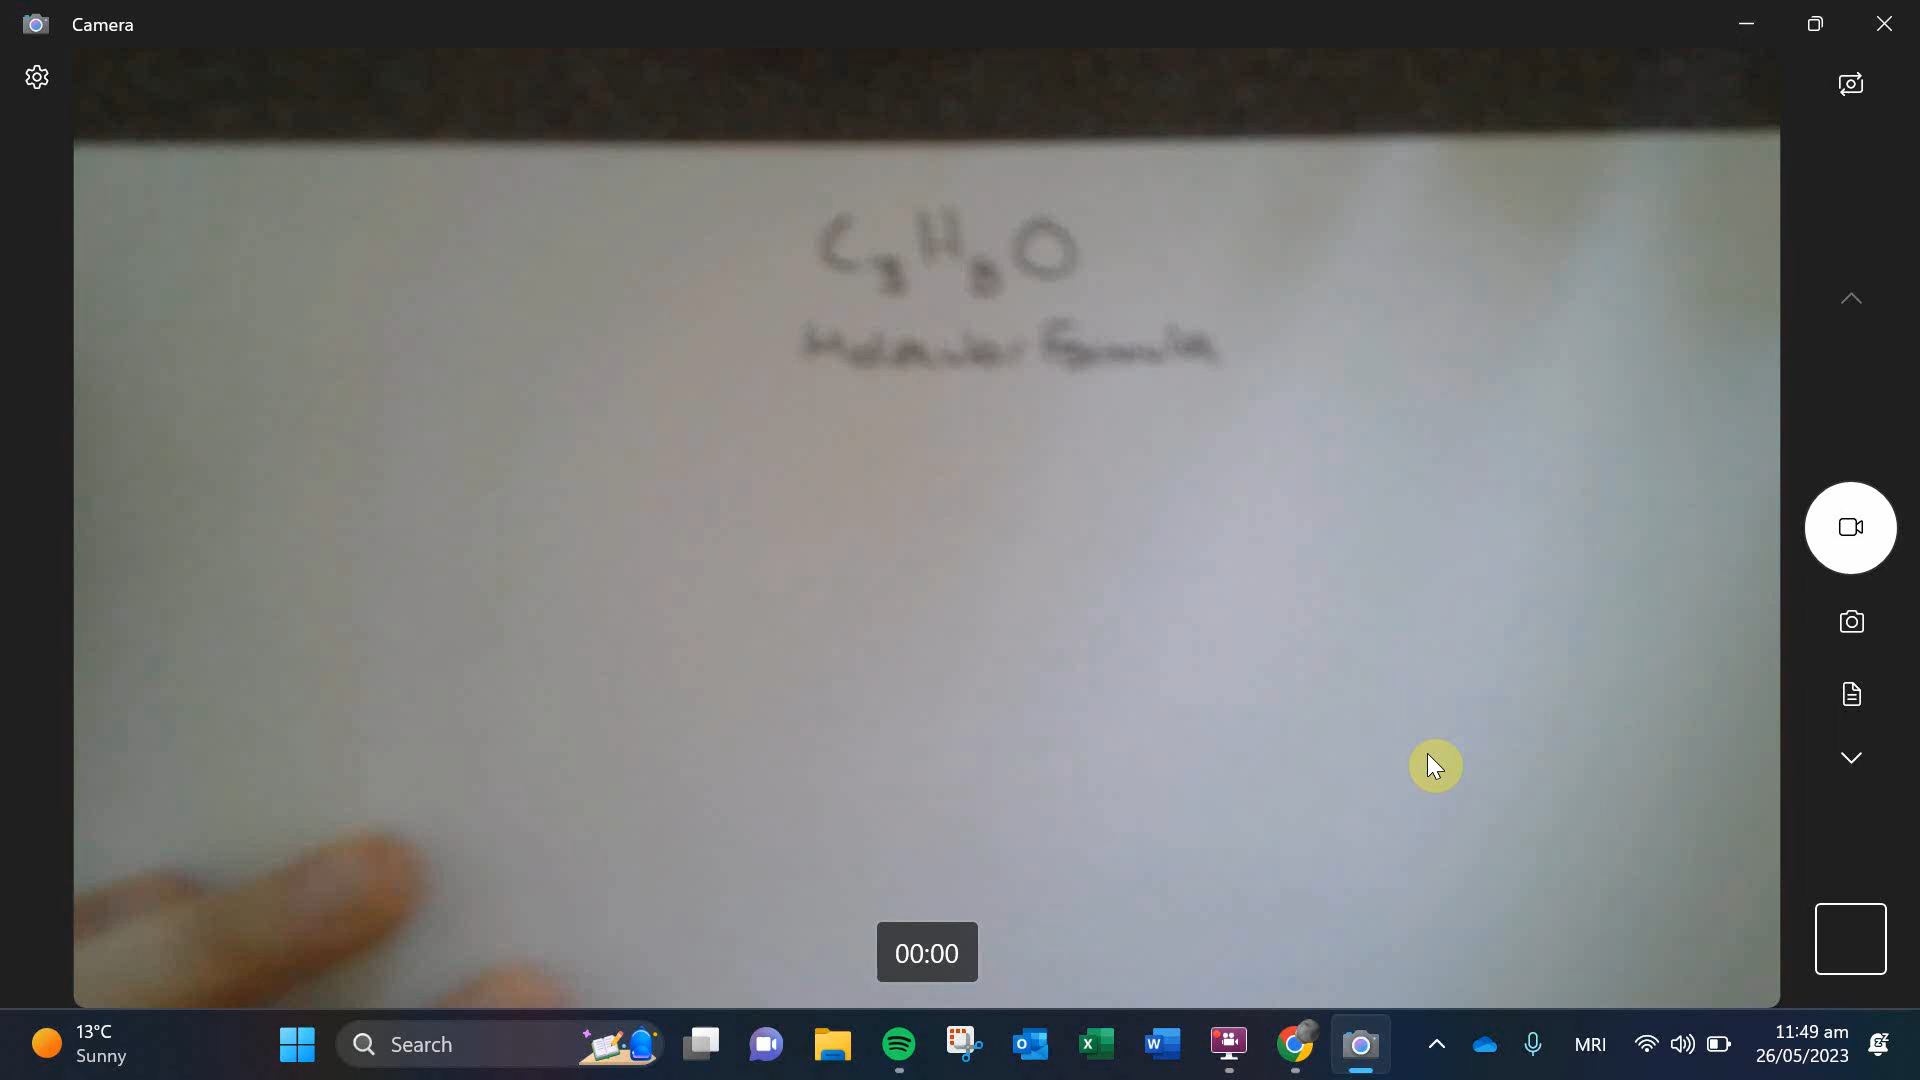 Camera
C₃H₈O
Molecular Formula
00:00
13°C
Sunny
Search
MRI
11:49 am
26/05/2023